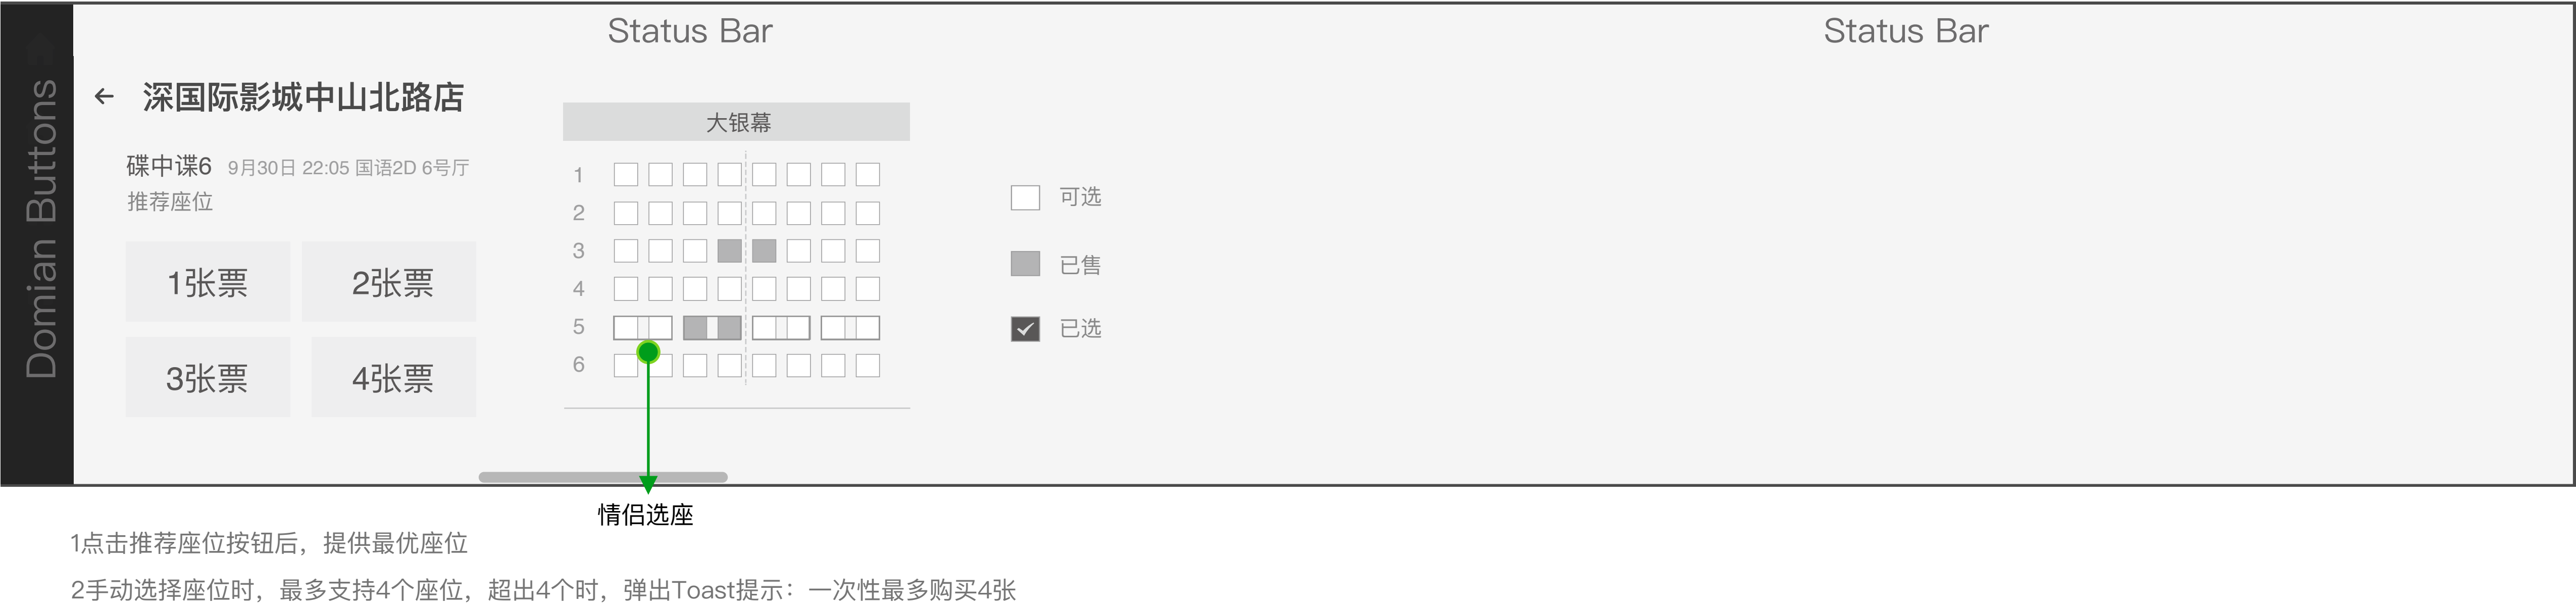 Status Bar
Status Bar
Domian Buttons
深国际影城中山北路店
碟中谍6 9月30日 22:05 国语2D 6号厅
推荐座位
1张票
2张票
3张票
4张票
大银幕
1
2
3
4
5
6
可选
已售
已选
情侣选座
1点击推荐座位按钮后，提供最优座位
2手动选择座位时，最多支持4个座位，超出4个时，弹出Toast提示：一次性最多购买4张